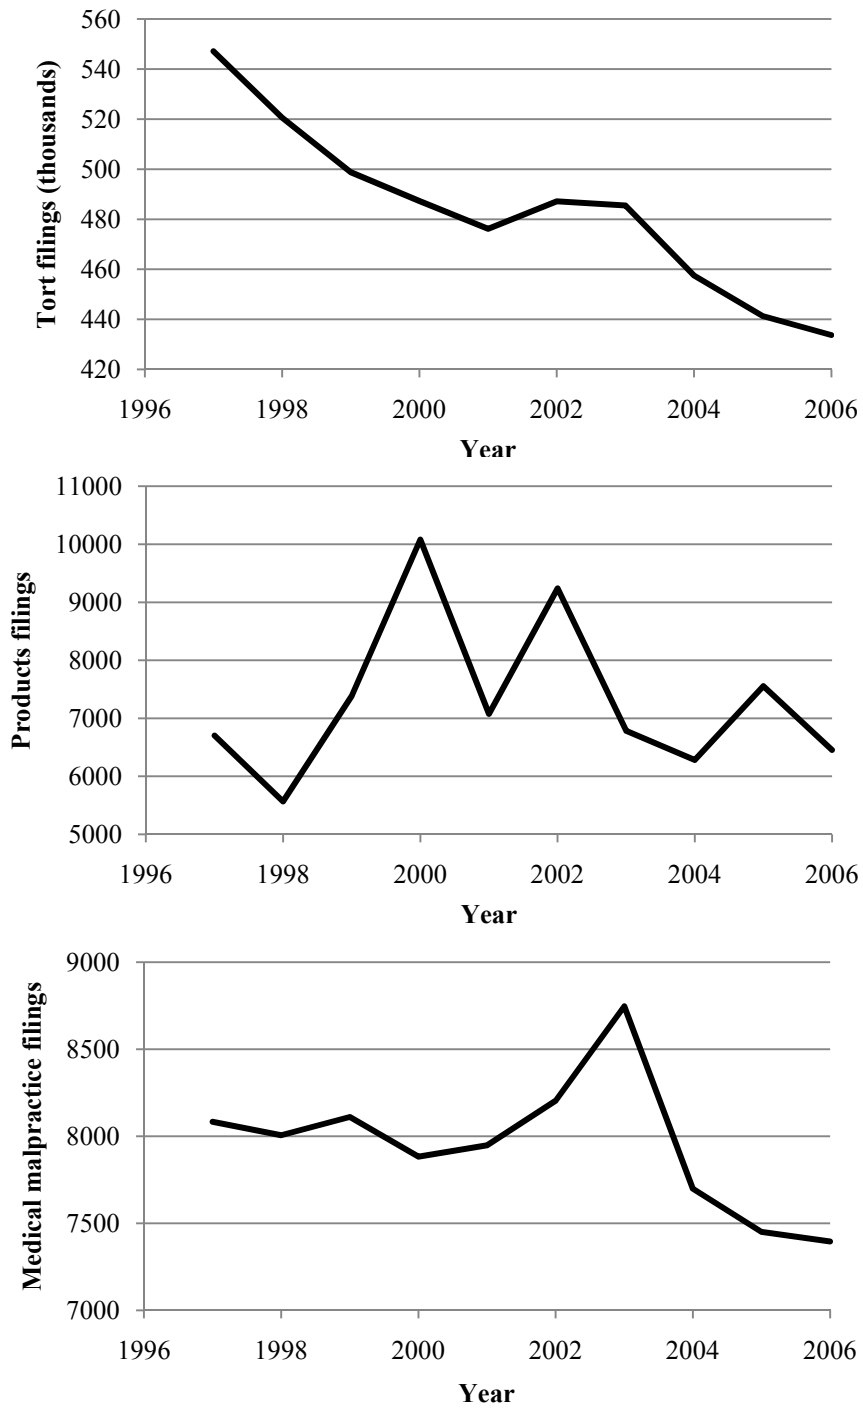 560
540
520
500
480
460
440
420
Tort filings (thousands)
1996 1998 2000 2002 2004 2006
Year
11000
10000
9000
8000
7000
6000
5000
Products filings
1996 1998 2000 2002 2004 2006
Year
9000
8500
8000
7500
7000
Medical malpractice filings
1996 1998 2000 2002 2004 2006
Year